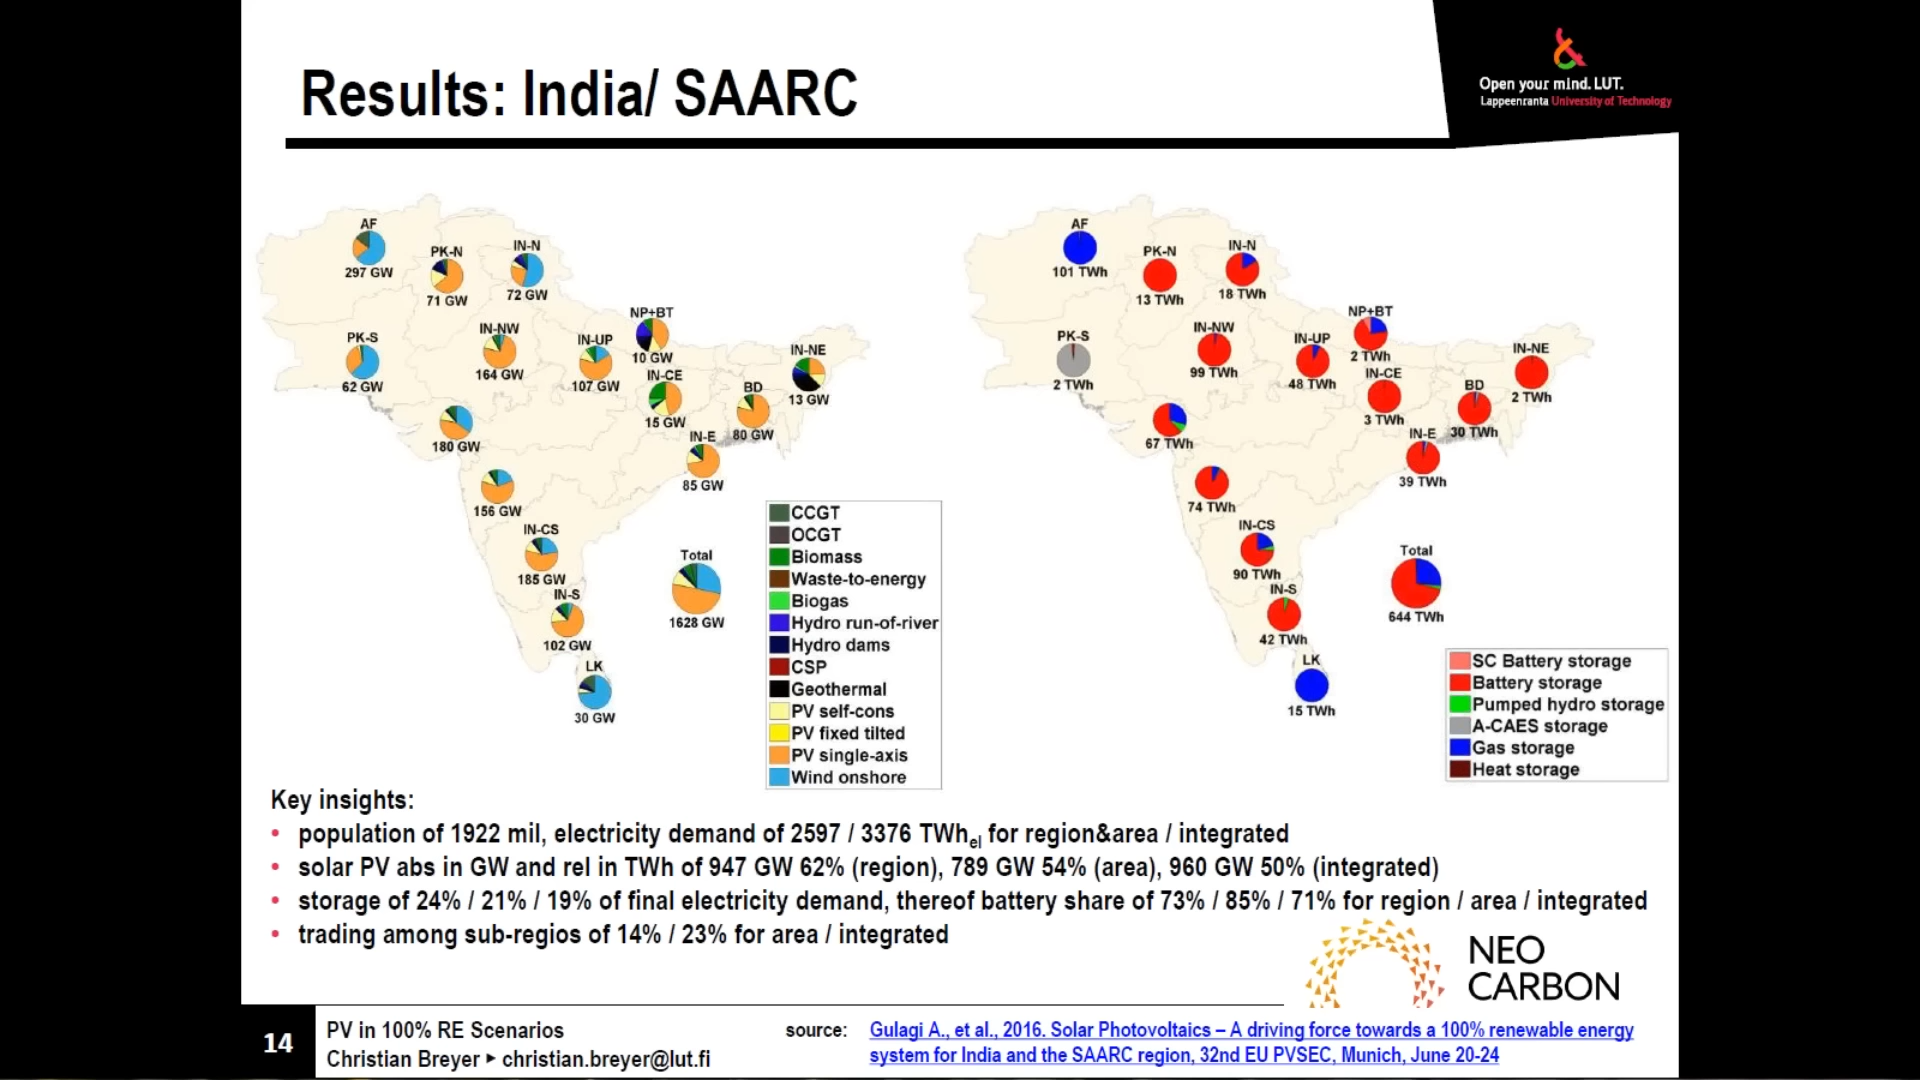 Results: India/ SAARC
Open your mind. LUT.
Lappeenranta University of Technology
AF
297 GW
PK-N
71 GW
IN-N
72 GW
PK-S
62 GW
IN-NW
164 GW
IN-UP
107 GW
NP+BT
10 GW
IN-CE
15 GW
IN-NE
13 GW
BD
80 GW
180 GW
IN-E
85 GW
156 GW
IN-CS
185 GW
IN-S
102 GW
LK
30 GW
Total
1628 GW
CCGT
OCGT
Biomass
Waste-to-energy
Biogas
Hydro run-of-river
Hydro dams
CSP
Geothermal
PV self-cons
PV fixed tilted
PV single-axis
Wind onshore
AF
101 TWh
PK-N
13 TWh
IN-N
18 TWh
PK-S
2 TWh
IN-NW
99 TWh
IN-UP
48 TWh
NP+BT
2 TWh
IN-CE
3 TWh
IN-NE
2 TWh
BD
30 TWh
67 TWh
IN-E
39 TWh
74 TWh
IN-CS
90 TWh
IN-S
42 TWh
LK
15 TWh
Total
644 TWh
SC Battery storage
Battery storage
Pumped hydro storage
A-CAES storage
Gas storage
Heat storage
Key insights:
• population of 1922 mil, electricity demand of 2597 / 3376 TWhel for region&area / integrated
• solar PV abs in GW and rel in TWh of 947 GW 62% (region), 789 GW 54% (area), 960 GW 50% (integrated)
• storage of 24% / 21% / 19% of final electricity demand, thereof battery share of 73% / 85% / 71% for region / area / integrated
• trading among sub-regios of 14% / 23% for area / integrated
NEO
CARBON
14
PV in 100% RE Scenarios
Christian Breyer ▸ christian.breyer@lut.fi
source: Gulagi A., et al., 2016. Solar Photovoltaics – A driving force towards a 100% renewable energy
system for India and the SAARC region, 32nd EU PVSEC, Munich, June 20-24